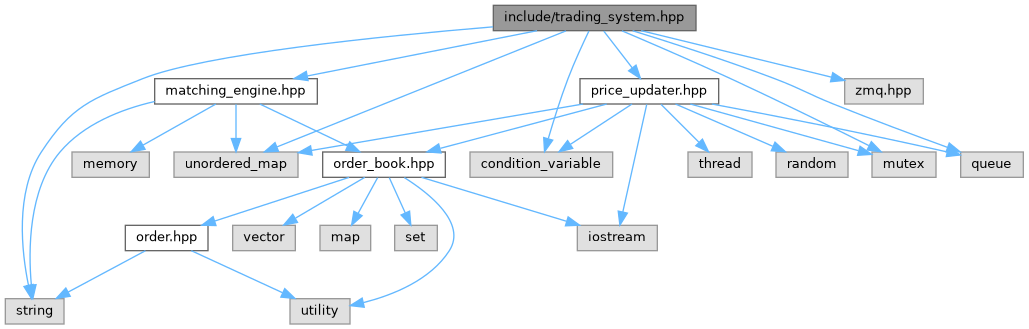 include/trading_system.hpp
matching_engine.hpp
price_updater.hpp
zmq.hpp
memory
unordered_map
order_book.hpp
condition_variable
thread
random
mutex
queue
order.hpp
vector
map
set
iostream
string
utility